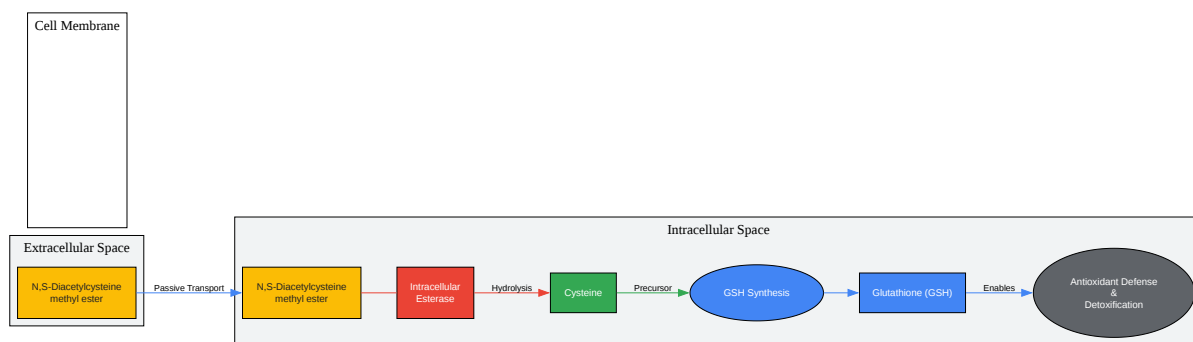 Cell Membrane
Extracellular Space
N,S-Diacetylcysteine
methyl ester
Passive Transport
Intracellular Space
N,S-Diacetylcysteine
methyl ester
Intracellular
Esterase
Hydrolysis
Cysteine
Precursor
GSH Synthesis
Glutathione (GSH)
Enables
Antioxidant Defense
&
Detoxification